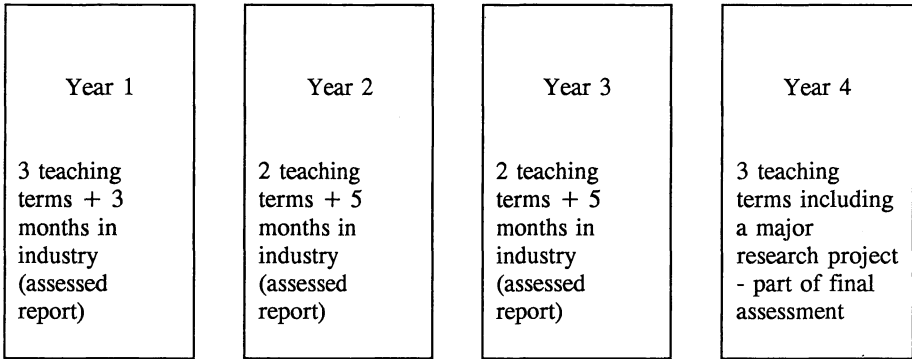 Year 1
3 teaching
terms + 3
months in
industry
(assessed
report)
Year 2
2 teaching
terms + 5
months in
industry
(assessed
report)
Year 3
2 teaching
terms + 5
months in
industry
(assessed
report)
Year 4
3 teaching
terms including
a major
research project
- part of final
assessment